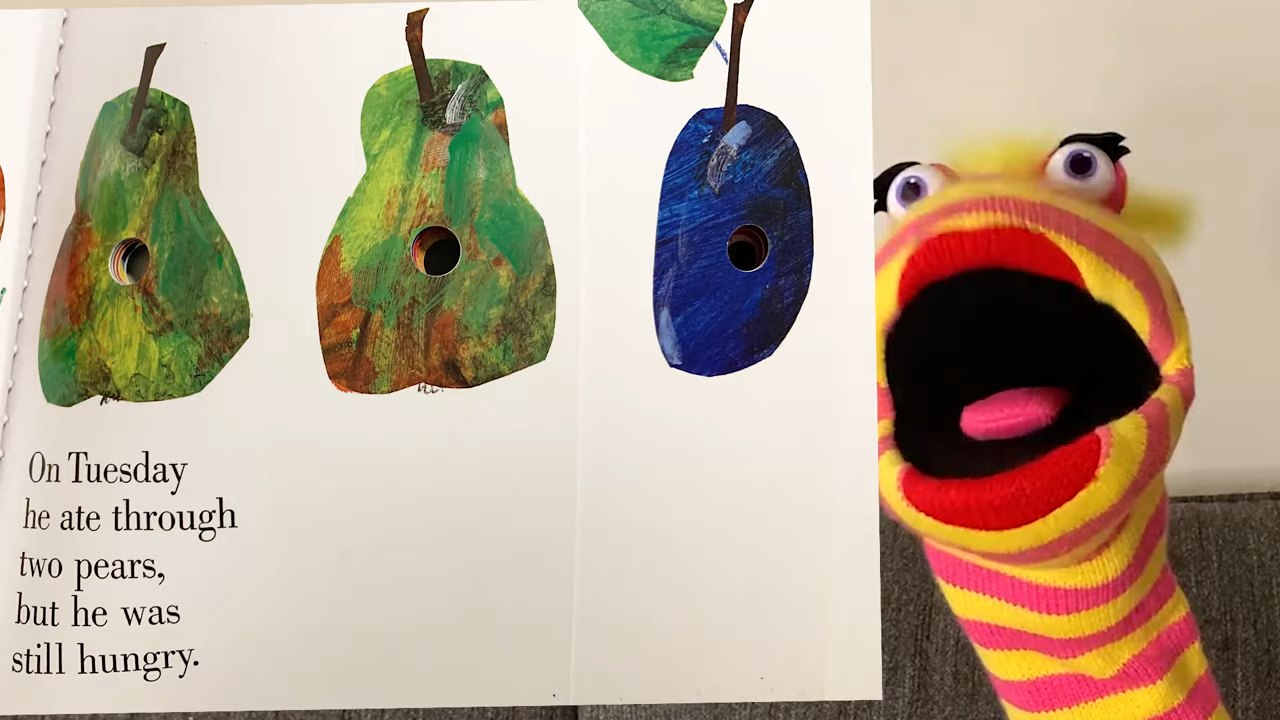 On Tuesday
he ate through
two pears,
but he was
still hungry.